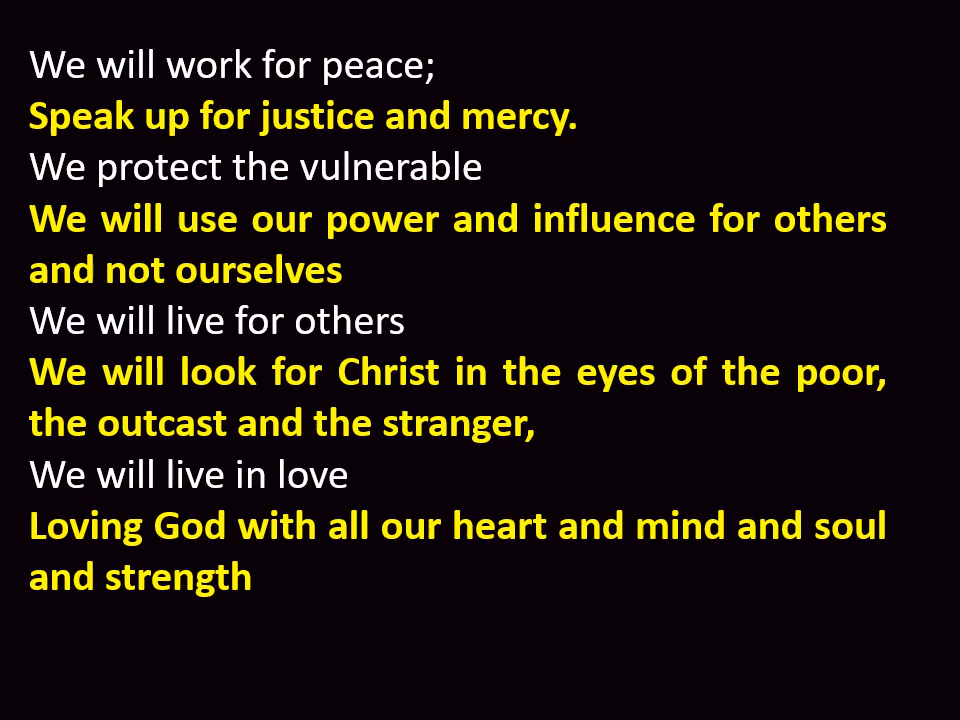 We will work for peace;
Speak up for justice and mercy.
We protect the vulnerable
We will use our power and influence for others
and not ourselves
We will live for others
We will look for Christ in the eyes of the poor,
the outcast and the stranger,
We will live in love
Loving God with all our heart and mind and soul
and strength